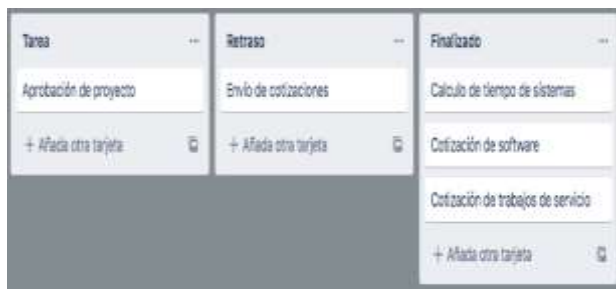 Tarea
Aprobación de proyecto
+ Añada otra tarjeta
Retraso
Envío de cotizaciones
+ Añada otra tarjeta
Finalizado
Calculo de tiempo de sistemas
Cotización de software
Cotización de trabajos de servicio
+ Añada otra tarjeta